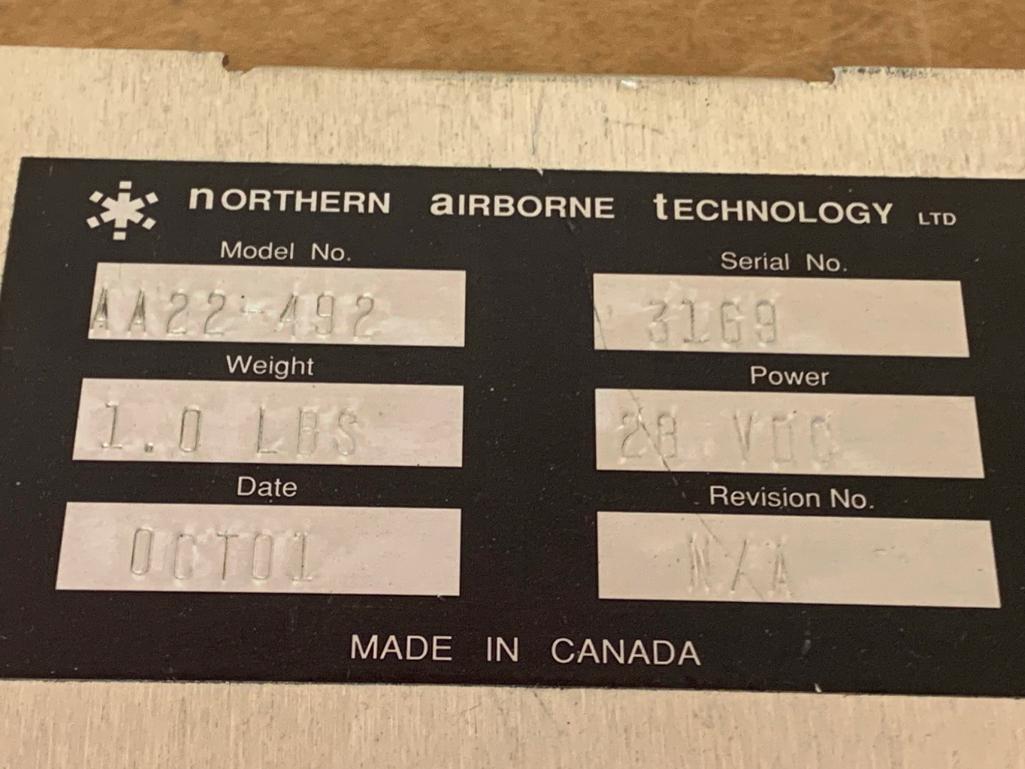 nORTHERN aIRBORNE tECHNOLOGY LTD
Model No.
Serial No.
AA22-492
3169
Weight
Power
1.0 LBS
28 VDC
Date
Revision No.
OCT01
N/A
MADE IN CANADA